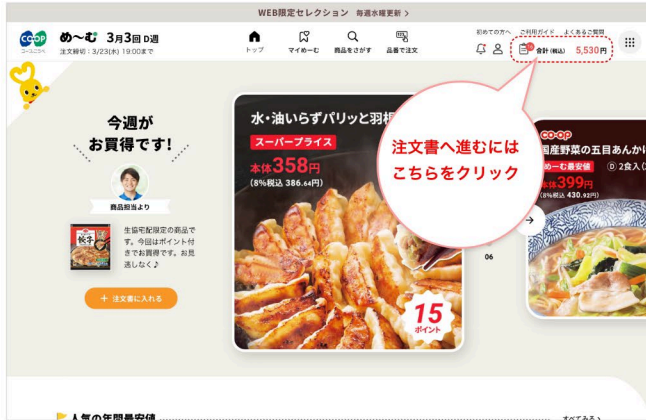 WEB限定セレクション 毎週水曜更新 >
CO・OP
めーむ 3月3回 D週
注文締切:3/23(木) 19:00まで
トップ
マイめーむ
商品をさがす
品番で注文
初めての方へ ご利用ガイド よくあるご質問
合計(税込) 5,530円
今週が
お買得です!
商品担当より
餃子
生協宅配限定の商品で
す。今回はポイント付
きでお買得です。お見
逃しなく♪
+ 注文書に入れる
水・油いらずパリッと羽根
スーパープライス
本体358円
(8%税込 386.64円)
15
ポイント
注文書へ進むには
こちらをクリック
06
CO・OP
国産野菜の五目あんか
めーむ最安値 Ⓓ 2食入
本体399円
(8%税込 430.92円)
人気の年間最安値
すべてみる >